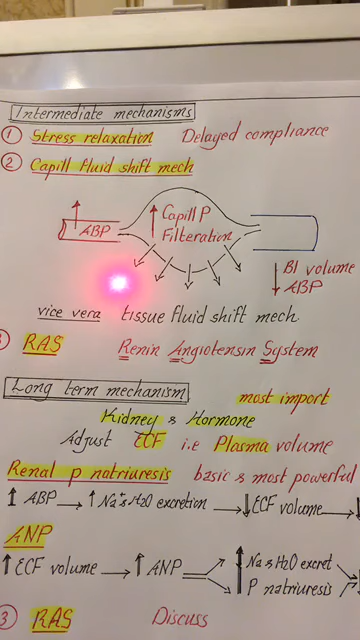 Intermediate mechanisms
① Stress relaxation Delayed compliance
② Capill fluid shift mech
↑ ABP ↑ Capill P
Filteration
↓ Bl volume
ABP
vice vera tissue fluid shift mech
RAS Renin Angiotensin System
Long term mechanism most import
Kidney & Hormone
Adjust ECF i.e Plasma volume
Renal p natriuresis basic & most powerful
↑ ABP → ↑ Na⁺& H2O excretion → ↓ ECF volume →
ANP
↑ ECF volume → ↑ ANP Na & H2O excret
P natriuresis
③ RAS Discuss